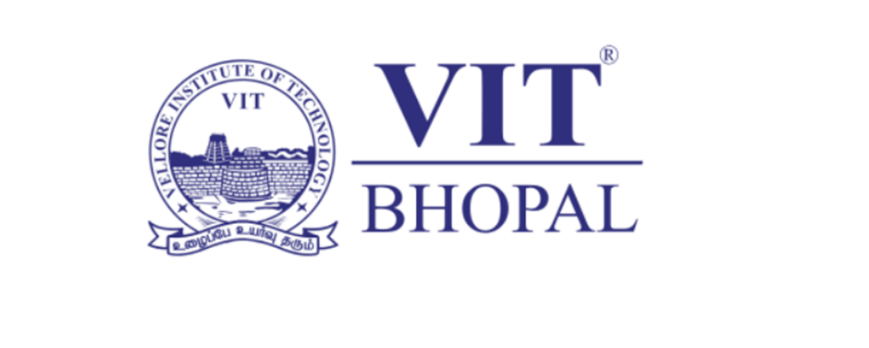 VELLORE INSTITUTE OF TECHNOLOGY
VIT
உழைப்பே உயர்வு தரும்
VIT®
BHOPAL